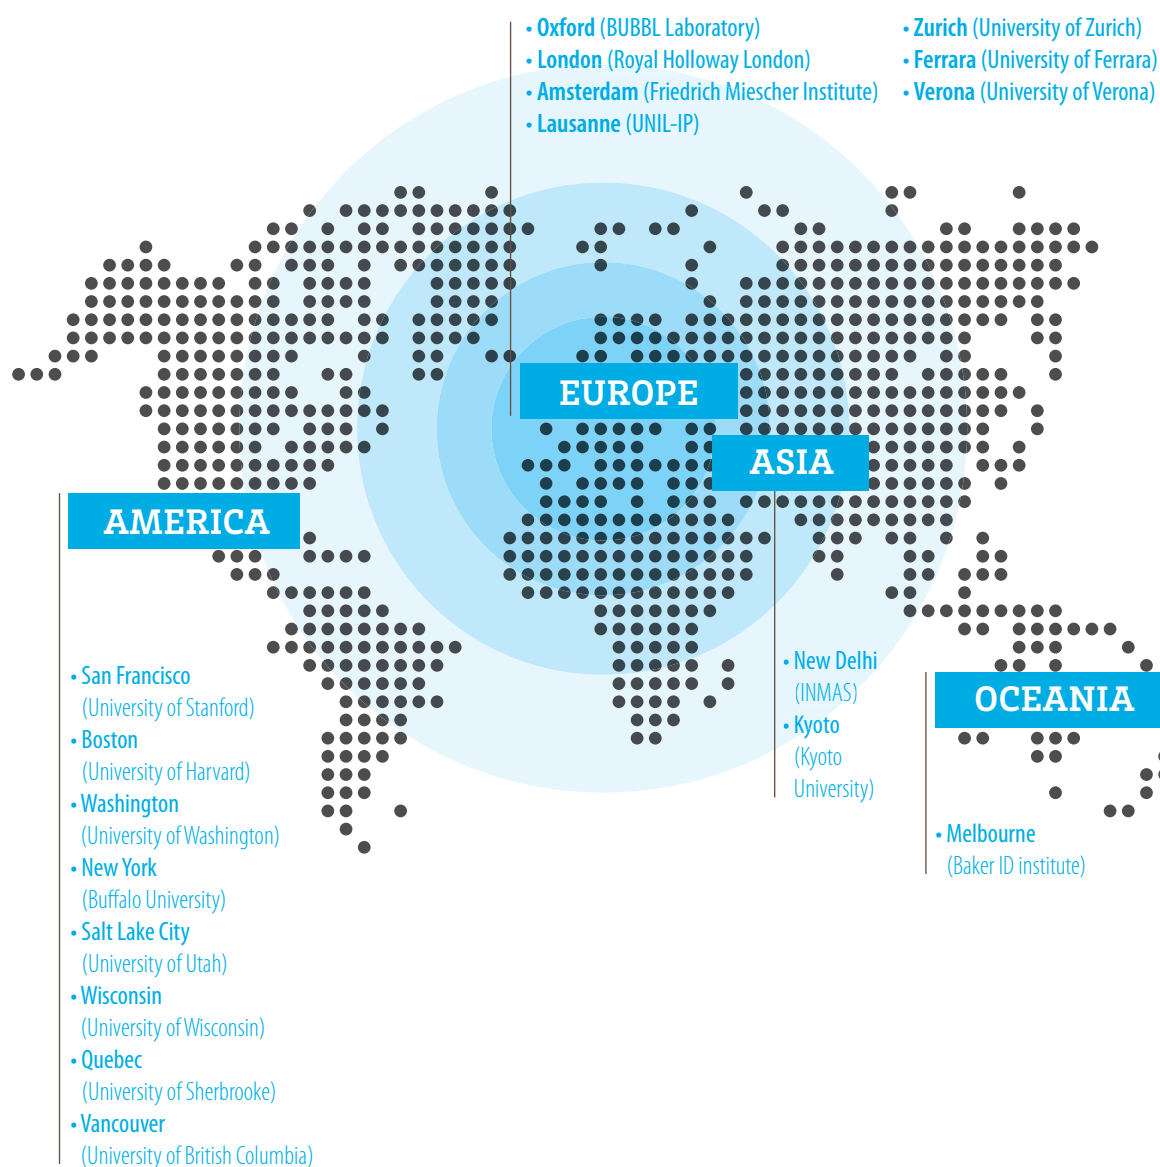 • Oxford (BUBBL Laboratory)
• London (Royal Holloway London)
• Amsterdam (Friedrich Miescher Institute)
• Lausanne (UNIL-IP)
• Zurich (University of Zurich)
• Ferrara (University of Ferrara)
• Verona (University of Verona)
EUROPE
ASIA
AMERICA
• San Francisco
(University of Stanford)
• Boston
(University of Harvard)
• Washington
(University of Washington)
• New York
(Buffalo University)
• Salt Lake City
(University of Utah)
• Wisconsin
(University of Wisconsin)
• Quebec
(University of Sherbrooke)
• Vancouver
(University of British Columbia)
• New Delhi
(INMAS)
• Kyoto
(Kyoto
University)
OCEANIA
• Melbourne
(Baker ID institute)